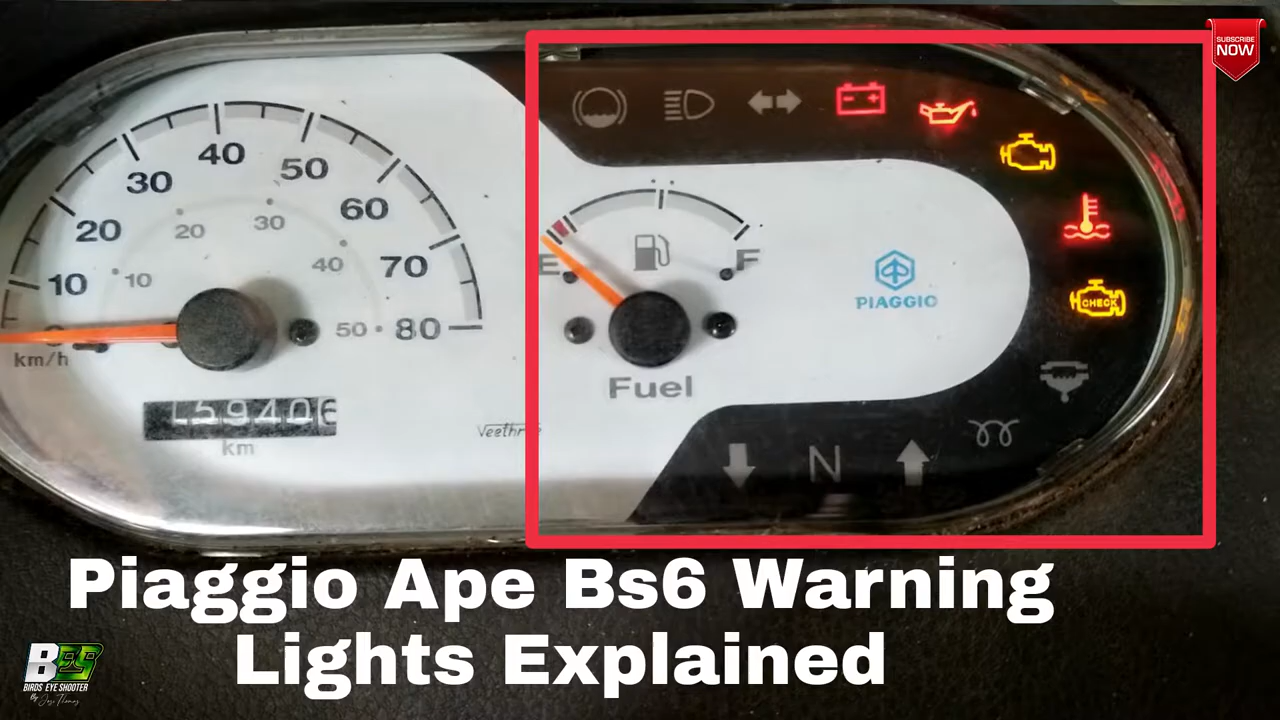 SUBSCRIBE
NOW
40
30
50
20
60
10
70
80
20
30
10
40
50
km/h
km
E
F
Fuel
PIAGGIO
CHECK
N
Piaggio Ape Bs6 Warning
Lights Explained
BES
BIRDS EYE SHOOTER